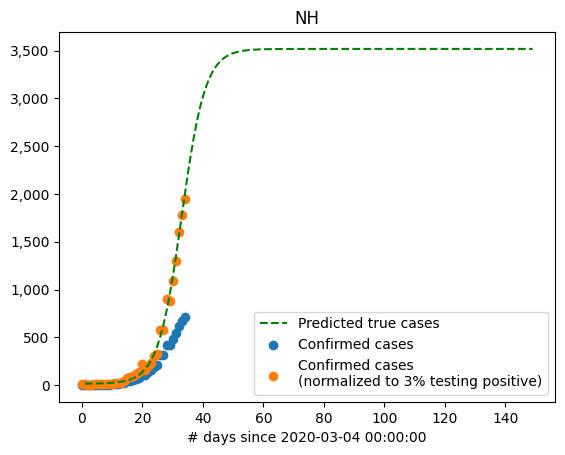 NH
3,500
3,000
2,500
2,000
1,500
1,000
500
0
0 20 40 60 80 100 120 140
# days since 2020-03-04 00:00:00
Predicted true cases
Confirmed cases
Confirmed cases
(normalized to 3% testing positive)